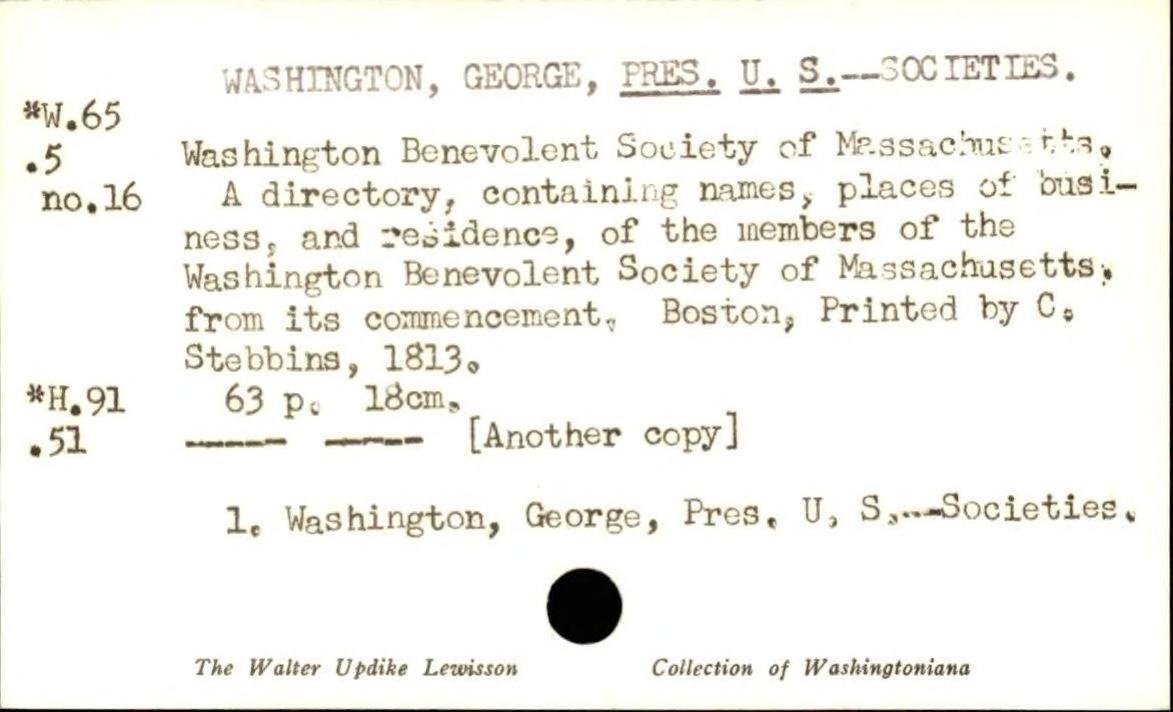 WASHINGTON, GEORGE, PRES. U. S.--SOCIETIES.
*W.65
.5 Washington Benevolent Society of Massachusetts.
no.16 A directory, containing names, places of busi-
ness, and residence, of the members of the
Washington Benevolent Society of Massachusetts,
from its commencement. Boston, Printed by C.
Stebbins, 1813.
*H.91 63 p. 18cm.
.51 ----- ----- [Another copy]
1. Washington, George, Pres. U. S.--Societies.
The Walter Updike Lewisson Collection of Washingtoniana